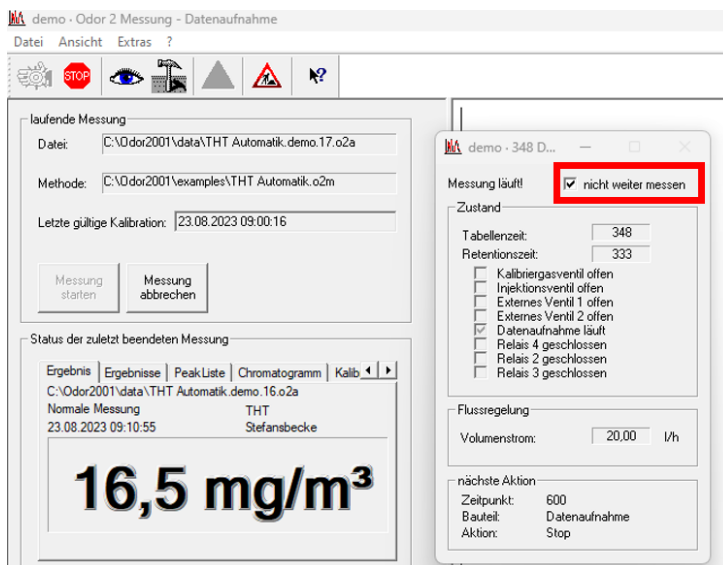 demo · Odor 2 Messung - Datenaufnahme
Datei Ansicht Extras ?
STOP
laufende Messung
Datei: C:\Odor2001\data\THT Automatik.demo.17.o2a
Methode: C:\Odor2001\examples\THT Automatik.o2m
Letzte gültige Kalibration: 23.08.2023 09:00:16
Messung starten
Messung abbrechen
Status der zuletzt beendeten Messung
Ergebnis Ergebnisse PeakListe Chromatogramm Kalib
C:\Odor2001\data\THT Automatik.demo.16.o2a
Normale Messung THT
23.08.2023 09:10:55 Stefansbecke
16,5 mg/m³
demo · 348 D...
Messung läuft! nicht weiter messen
Zustand
Tabellenzeit: 348
Retentionszeit: 333
Kalibriergasventil offen
Injektionsventil offen
Externes Ventil 1 offen
Externes Ventil 2 offen
Datenaufnahme läuft
Relais 4 geschlossen
Relais 2 geschlossen
Relais 3 geschlossen
Flussregelung
Volumenstrom: 20,00 l/h
nächste Aktion
Zeitpunkt: 600
Bauteil: Datenaufnahme
Aktion: Stop